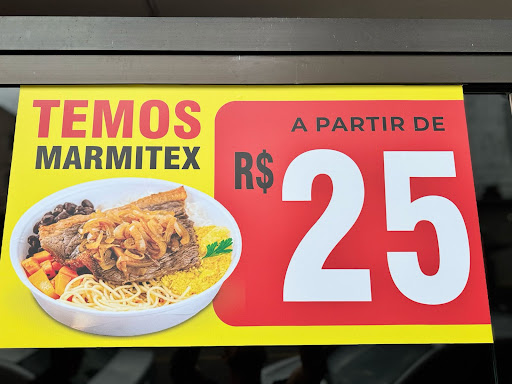 TEMOS
MARMITEX
A PARTIR DE
R$ 25